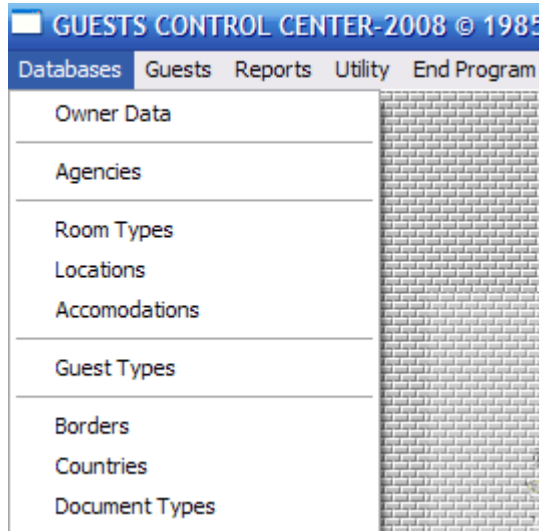 GUESTS CONTROL CENTER-2008 © 1985
Databases Guests Reports Utility End Program
Owner Data
Agencies
Room Types
Locations
Accomodations
Guest Types
Borders
Countries
Document Types